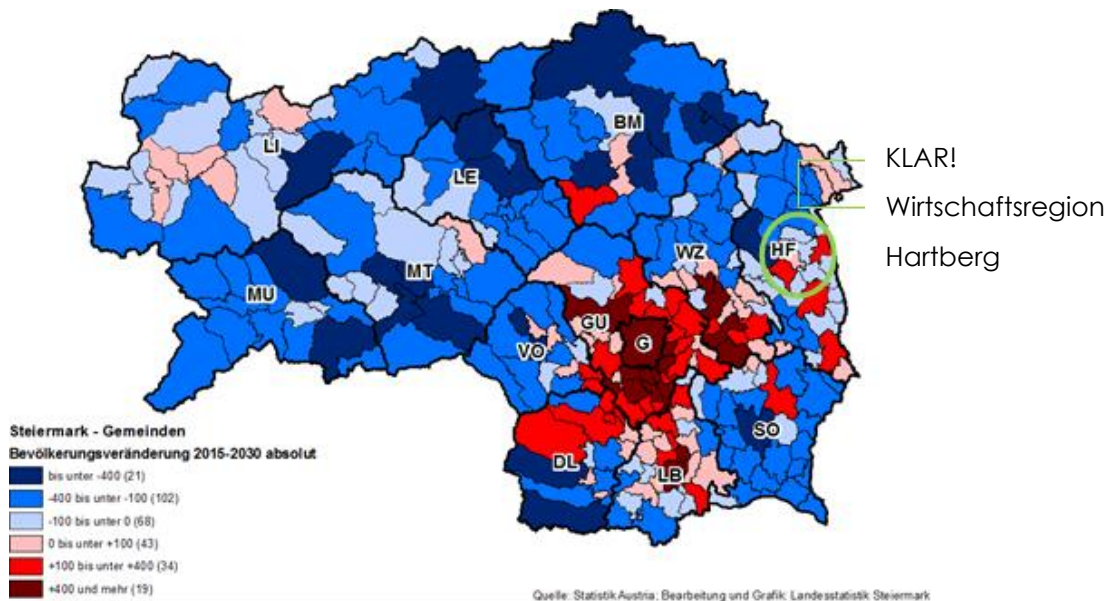 KLAR!
Wirtschaftsregion
Hartberg
BM
LI
LE
HF
WZ
MT
MU
GU
VO
G
SO
DL
LB
Steiermark - Gemeinden
Bevölkerungsveränderung 2015-2030 absolut
bis unter -400 (21)
-400 bis unter -100 (102)
-100 bis unter 0 (68)
0 bis unter +100 (43)
+100 bis unter +400 (34)
+400 und mehr (19)
Quelle: Statistik Austria; Bearbeitung und Grafik: Landesstatistik Steiermark